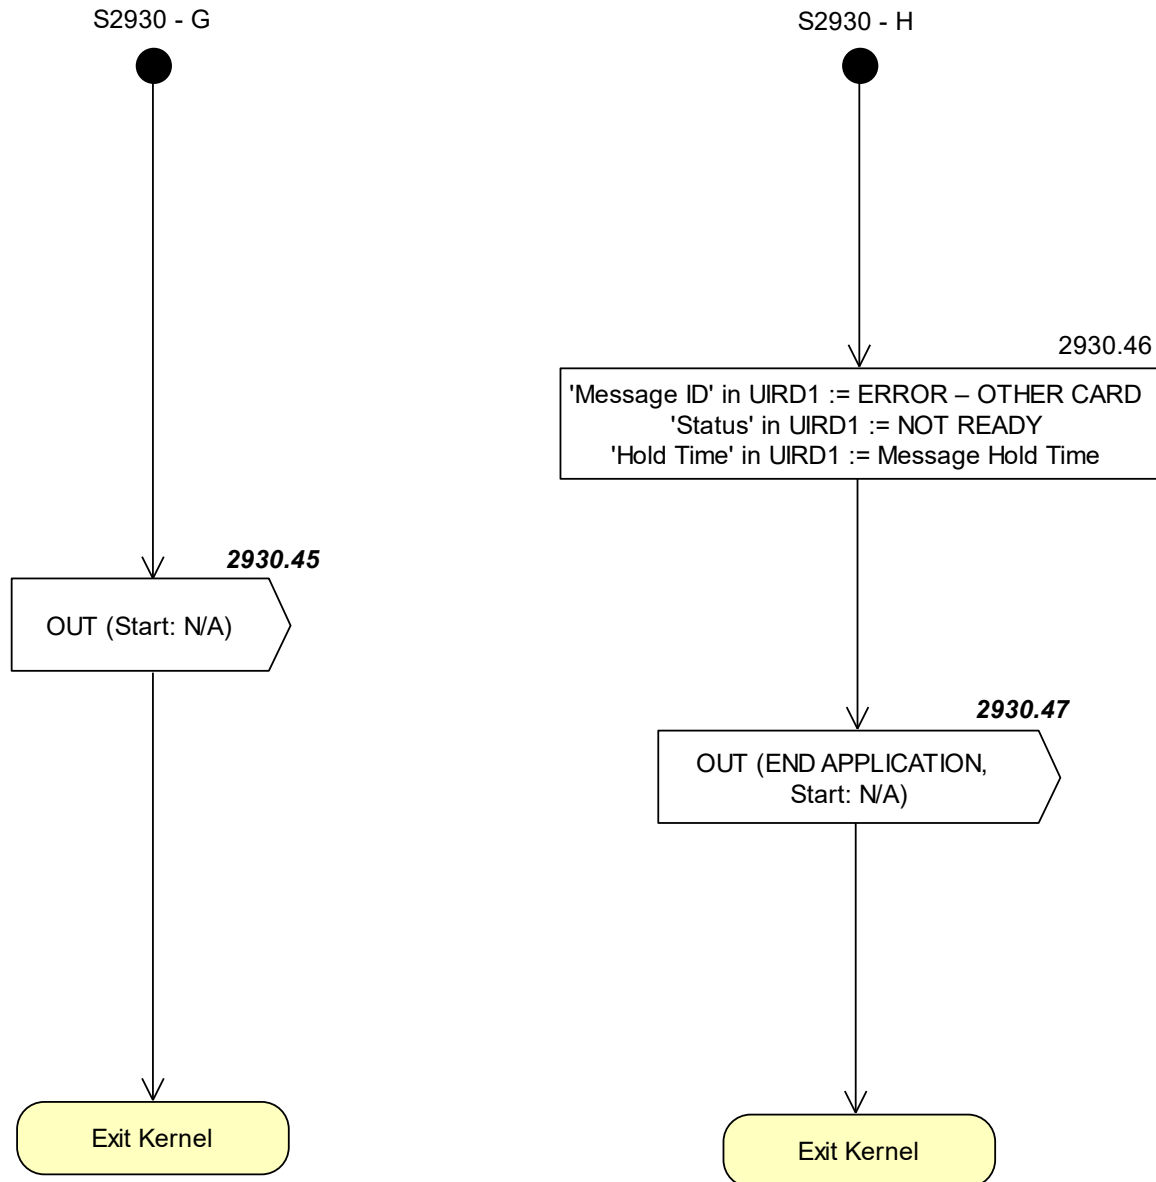 S2930 - G
2930.45
OUT (Start: N/A)
Exit Kernel
S2930 - H
2930.46
'Message ID' in UIRD1 := ERROR – OTHER CARD
'Status' in UIRD1 := NOT READY
'Hold Time' in UIRD1 := Message Hold Time
2930.47
OUT (END APPLICATION,
Start: N/A)
Exit Kernel